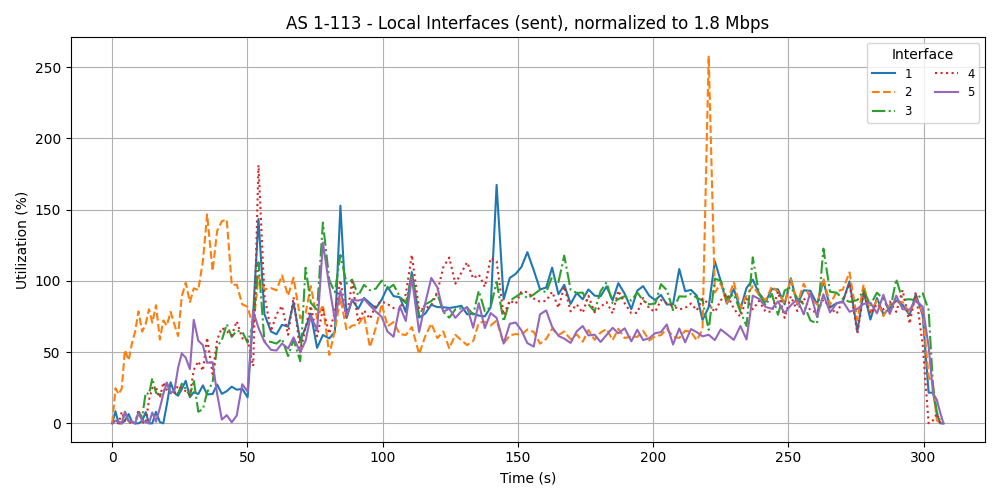 AS 1-113 - Local Interfaces (sent), normalized to 1.8 Mbps
Interface
1
2
3
4
5
Utilization (%)
250
200
150
100
50
0
0 50 100 150 200 250 300
Time (s)